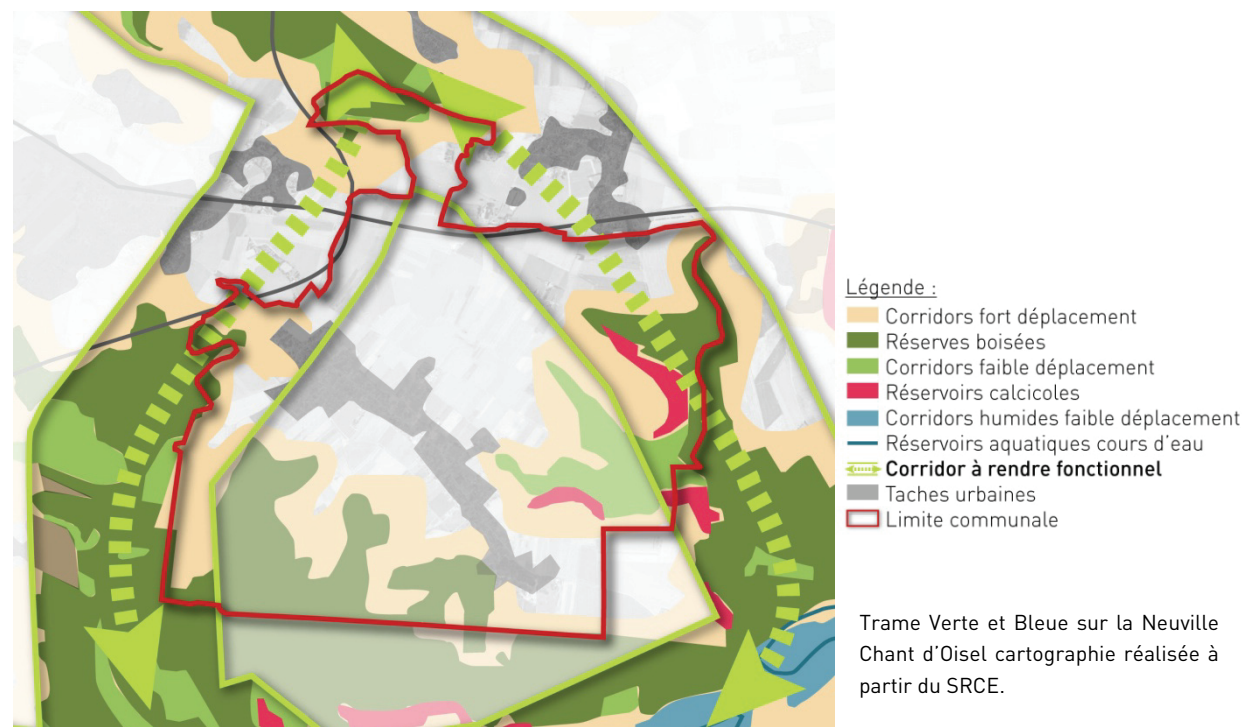 Légende :
Corridors fort déplacement
Réserves boisées
Corridors faible déplacement
Réservoirs calcicoles
Corridors humides faible déplacement
Réservoirs aquatiques cours d'eau
Corridor à rendre fonctionnel
Taches urbaines
Limite communale
Trame Verte et Bleue sur la Neuville
Chant d'Oisel cartographie réalisée à
partir du SRCE.